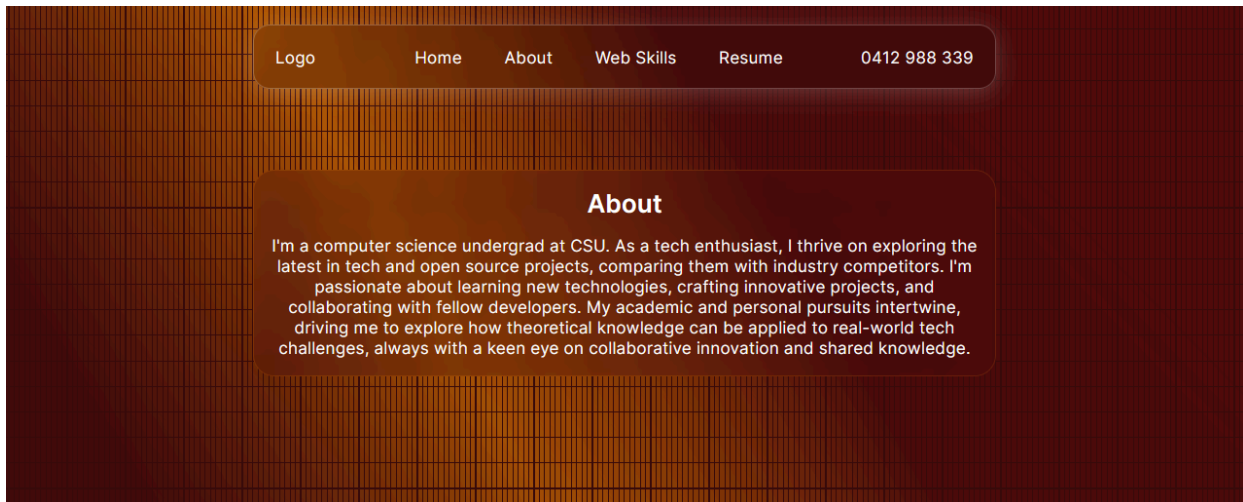 Logo Home About Web Skills Resume 0412 988 339
About
I'm a computer science undergrad at CSU. As a tech enthusiast, I thrive on exploring the
latest in tech and open source projects, comparing them with industry competitors. I'm
passionate about learning new technologies, crafting innovative projects, and
collaborating with fellow developers. My academic and personal pursuits intertwine,
driving me to explore how theoretical knowledge can be applied to real-world tech
challenges, always with a keen eye on collaborative innovation and shared knowledge.